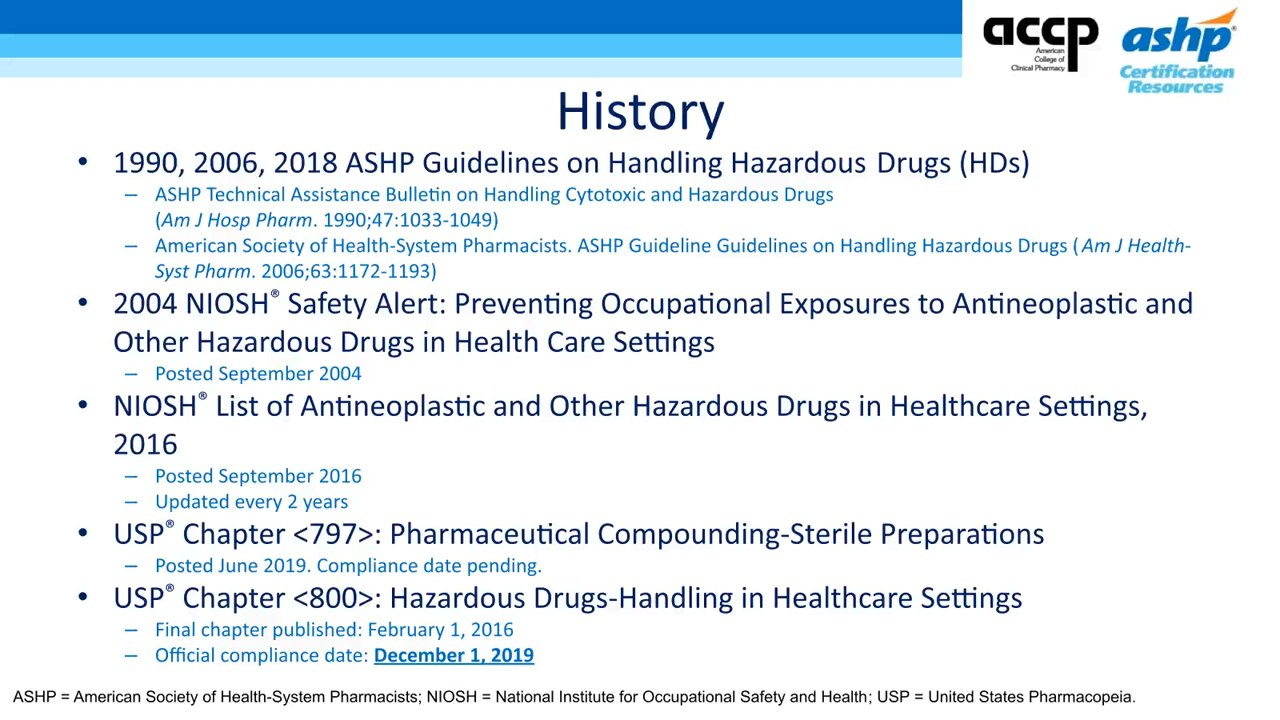 accp
American
College of
Clinical Pharmacy
ashp®
Certification
Resources
History
• 1990, 2006, 2018 ASHP Guidelines on Handling Hazardous Drugs (HDs)
– ASHP Technical Assistance Bulletin on Handling Cytotoxic and Hazardous Drugs
(Am J Hosp Pharm. 1990;47:1033-1049)
– American Society of Health-System Pharmacists. ASHP Guideline Guidelines on Handling Hazardous Drugs ( Am J Health-
Syst Pharm. 2006;63:1172-1193)
• 2004 NIOSH® Safety Alert: Preventing Occupational Exposures to Antineoplastic and
Other Hazardous Drugs in Health Care Settings
– Posted September 2004
• NIOSH® List of Antineoplastic and Other Hazardous Drugs in Healthcare Settings,
2016
– Posted September 2016
– Updated every 2 years
• USP® Chapter <797>: Pharmaceutical Compounding-Sterile Preparations
– Posted June 2019. Compliance date pending.
• USP® Chapter <800>: Hazardous Drugs-Handling in Healthcare Settings
– Final chapter published: February 1, 2016
– Official compliance date: December 1, 2019
ASHP = American Society of Health-System Pharmacists; NIOSH = National Institute for Occupational Safety and Health; USP = United States Pharmacopeia.